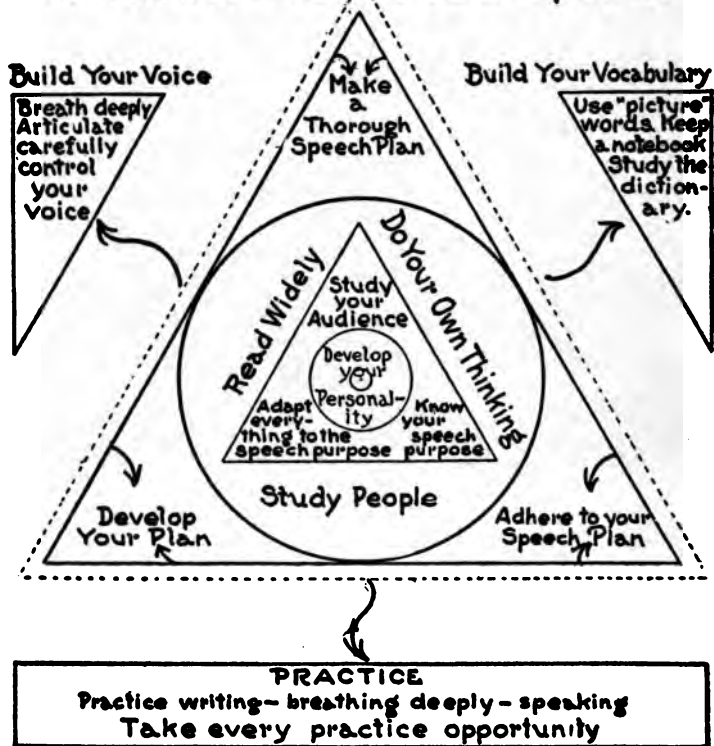 Build Your Voice
Breath deeply
Articulate
carefully
control
your
voice
Build Your Vocabulary
Use "picture"
words. Keep
a notebook
Study the
diction-
ary.
Make
a
Thorough
Speech Plan
Read Widely
Do Your Own Thinking
Study
your
Audience
Develop
your
Personal-
ity
Adapt
every-
thing to the
speech purpose
Know
your
speech
purpose
Study People
Develop
Your Plan
Adhere to your
Speech Plan
PRACTICE
Practice writing - breathing deeply - speaking
Take every practice opportunity